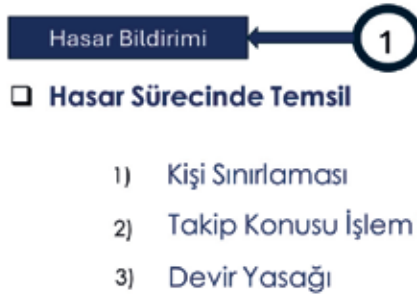 Hasar Bildirimi 1
Hasar Sürecinde Temsil
1) Kişi Sınırlaması
2) Takip Konusu İşlem
3) Devir Yasağı